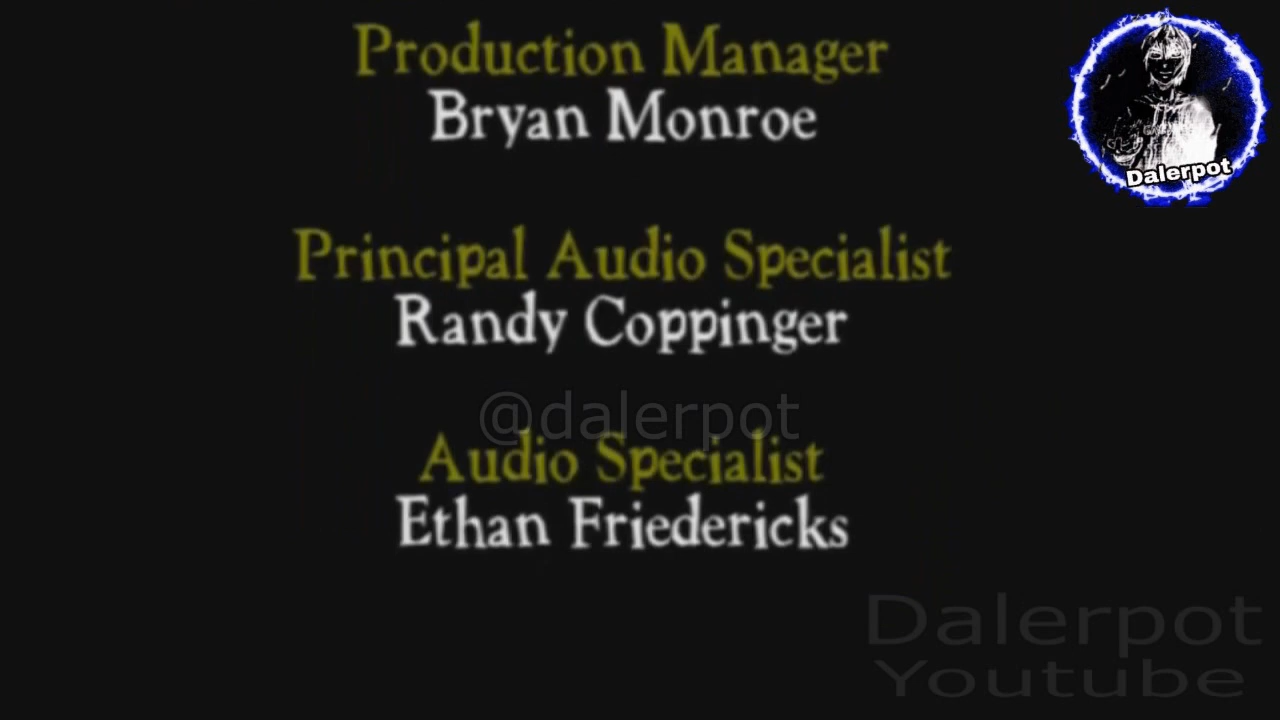 Production Manager
Bryan Monroe
Dalerpot
Principal Audio Specialist
Randy Coppinger
@dalerpot
Audio Specialist
Ethan Friedericks
Dalerpot
Youtube